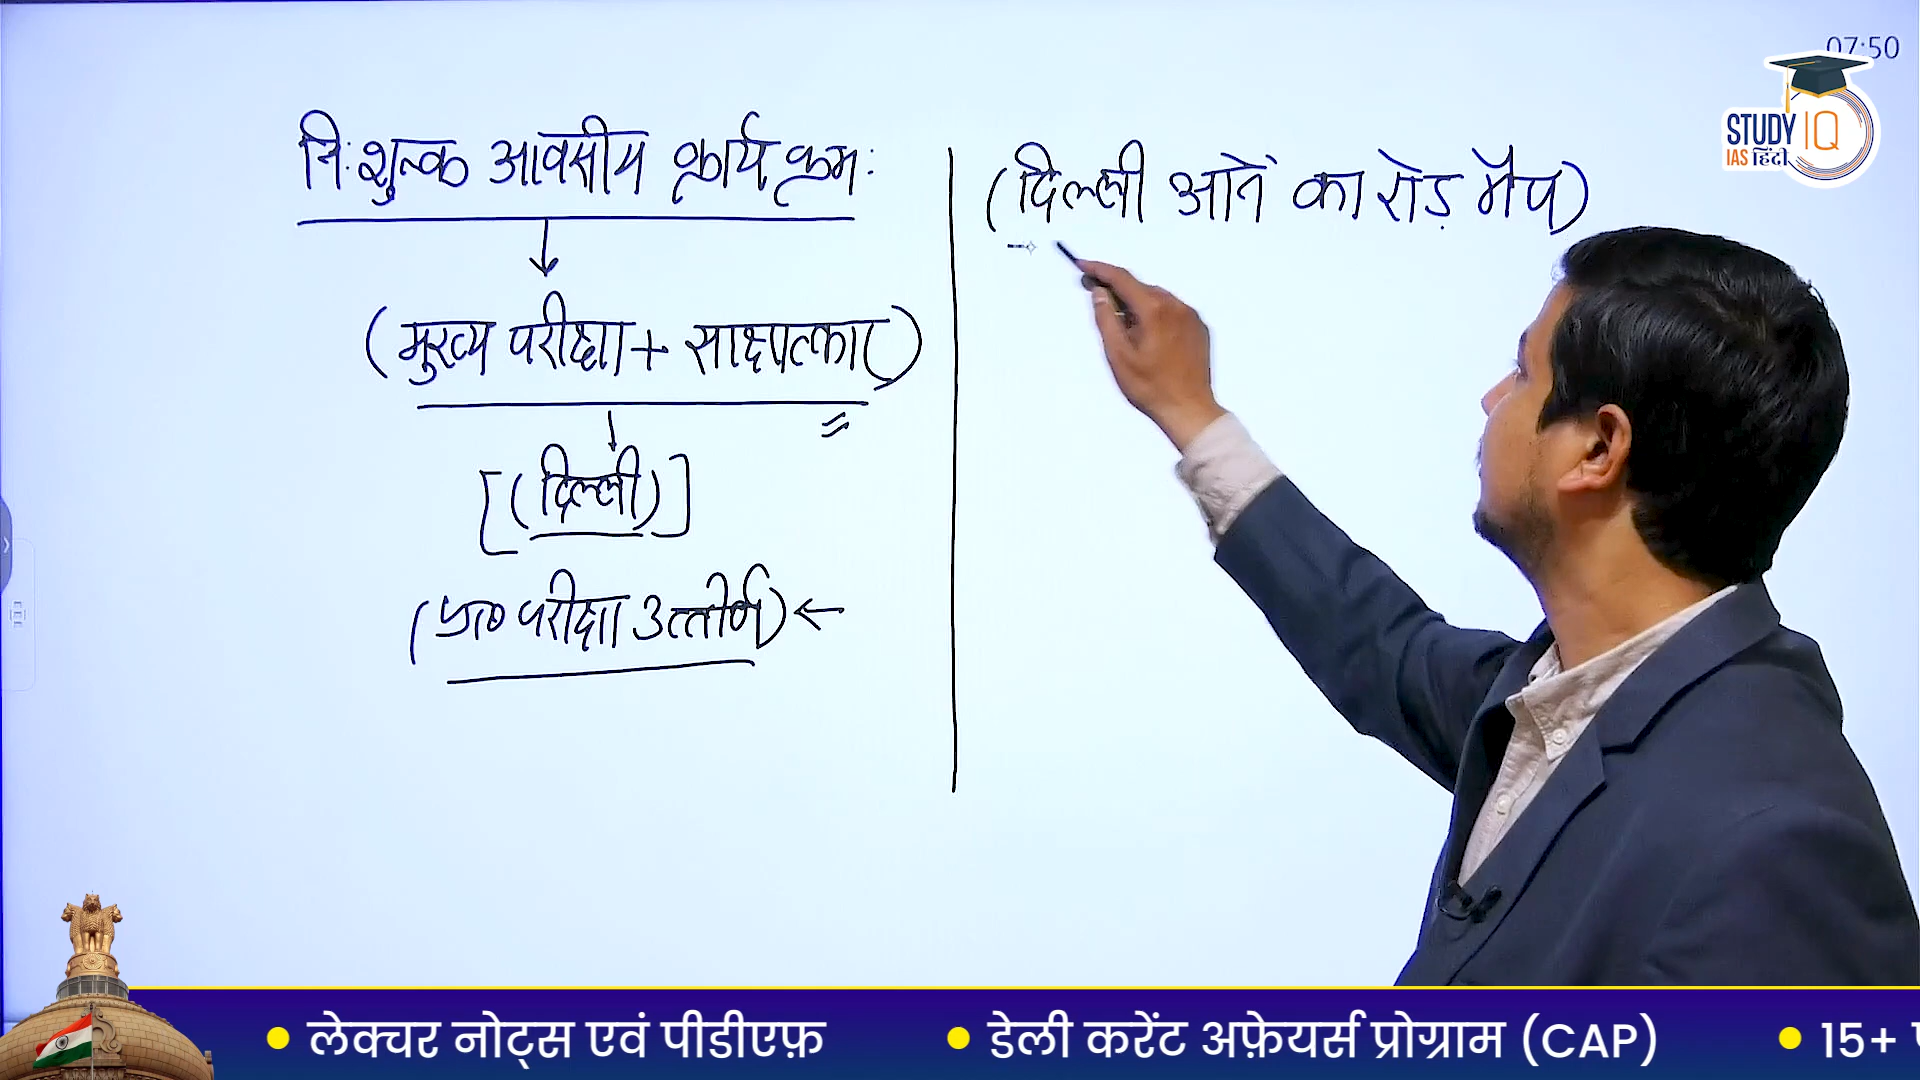 07:50
STUDY IQ
IAS हिंदी
निःशुल्क आवसीय कार्यक्रम:
(मुख्य परीक्षा + साक्षात्कार)
[(दिल्ली)]
(प्रा० परीक्षा उत्तीर्ण) ←
(दिल्ली आने का रोड मैप)
• लेक्चर नोट्स एवं पीडीएफ़ • डेली करेंट अफ़ेयर्स प्रोग्राम (CAP) • 15+